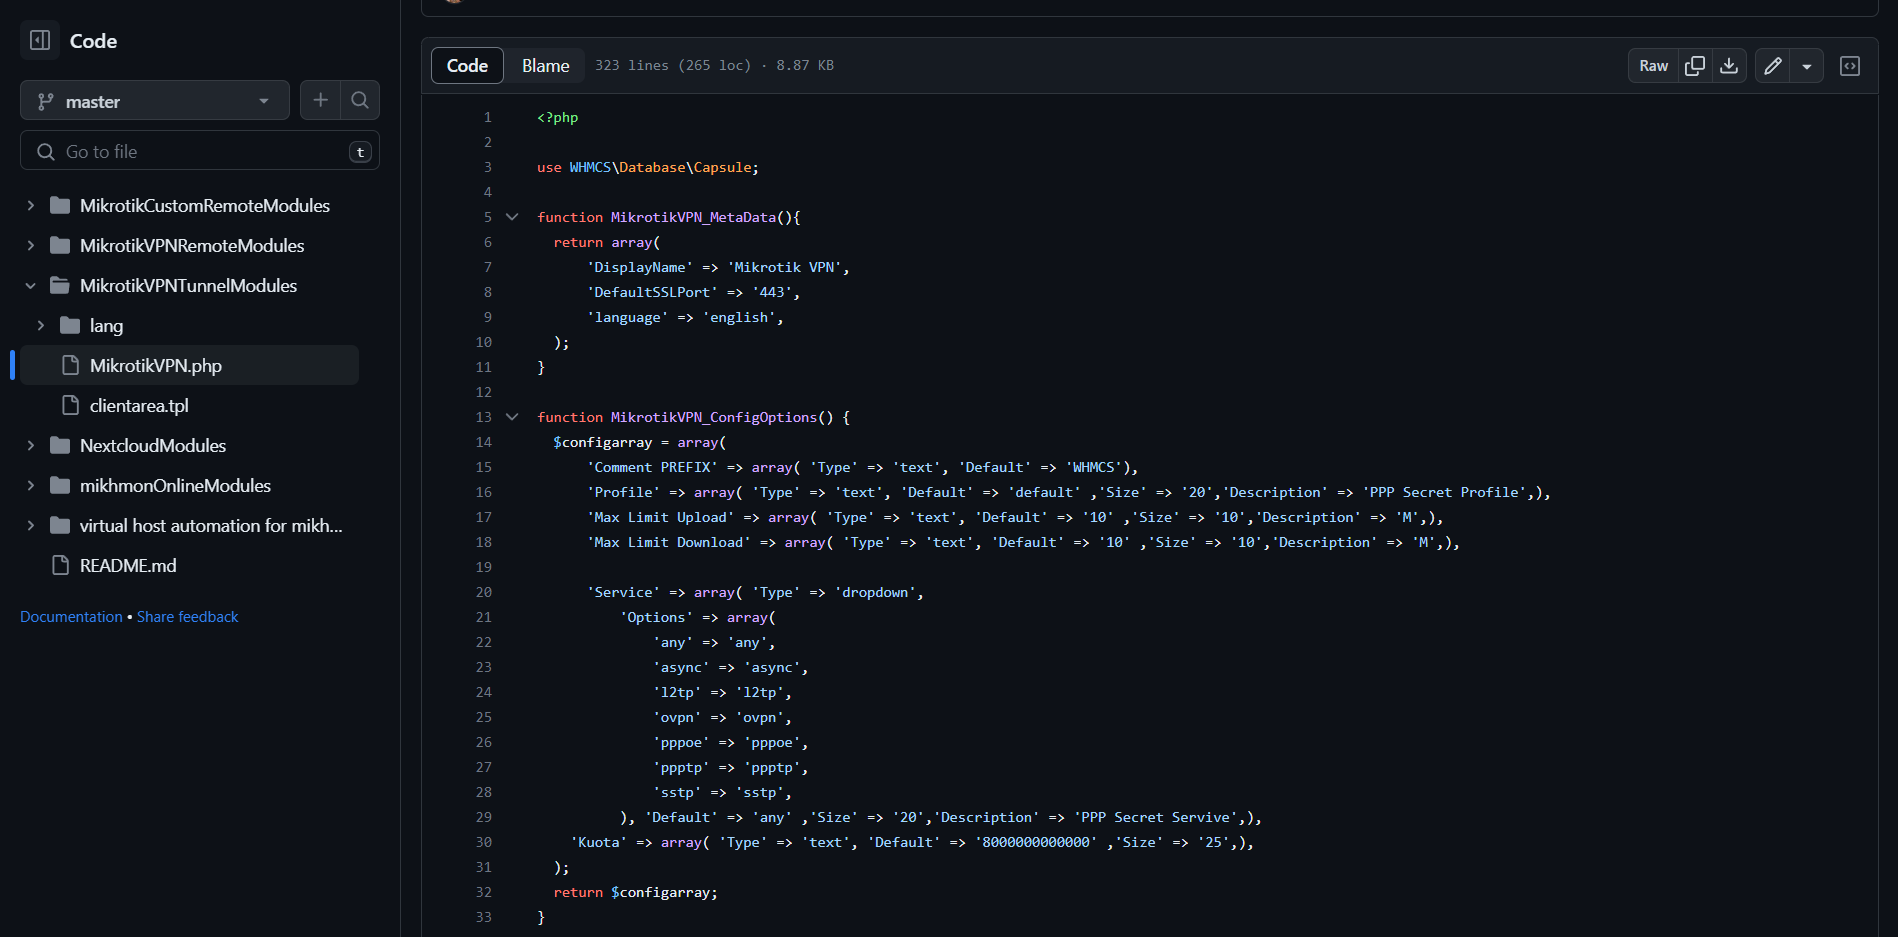 Code
master
Go to file
t
MikrotikCustomRemoteModules
MikrotikVPNRemoteModules
MikrotikVPNTunnelModules
lang
MikrotikVPN.php
clientarea.tpl
NextcloudModules
mikhmonOnlineModules
virtual host automation for mikh...
README.md
Documentation • Share feedback
Code Blame 323 lines (265 loc) · 8.87 KB Raw
1 <?php
2
3 use WHMCS\Database\Capsule;
4
5 function MikrotikVPN_MetaData(){
6 return array(
7 'DisplayName' => 'Mikrotik VPN',
8 'DefaultSSLPort' => '443',
9 'language' => 'english',
10 );
11 }
12
13 function MikrotikVPN_ConfigOptions() {
14 $configarray = array(
15 'Comment PREFIX' => array( 'Type' => 'text', 'Default' => 'WHMCS'),
16 'Profile' => array( 'Type' => 'text', 'Default' => 'default' ,'Size' => '20','Description' => 'PPP Secret Profile',),
17 'Max Limit Upload' => array( 'Type' => 'text', 'Default' => '10' ,'Size' => '10','Description' => 'M',),
18 'Max Limit Download' => array( 'Type' => 'text', 'Default' => '10' ,'Size' => '10','Description' => 'M',),
19
20 'Service' => array( 'Type' => 'dropdown',
21 'Options' => array(
22 'any' => 'any',
23 'async' => 'async',
24 'l2tp' => 'l2tp',
25 'ovpn' => 'ovpn',
26 'pppoe' => 'pppoe',
27 'ppptp' => 'ppptp',
28 'sstp' => 'sstp',
29 ), 'Default' => 'any' ,'Size' => '20','Description' => 'PPP Secret Servive',),
30 'Kuota' => array( 'Type' => 'text', 'Default' => '8000000000000' ,'Size' => '25',),
31 );
32 return $configarray;
33 }